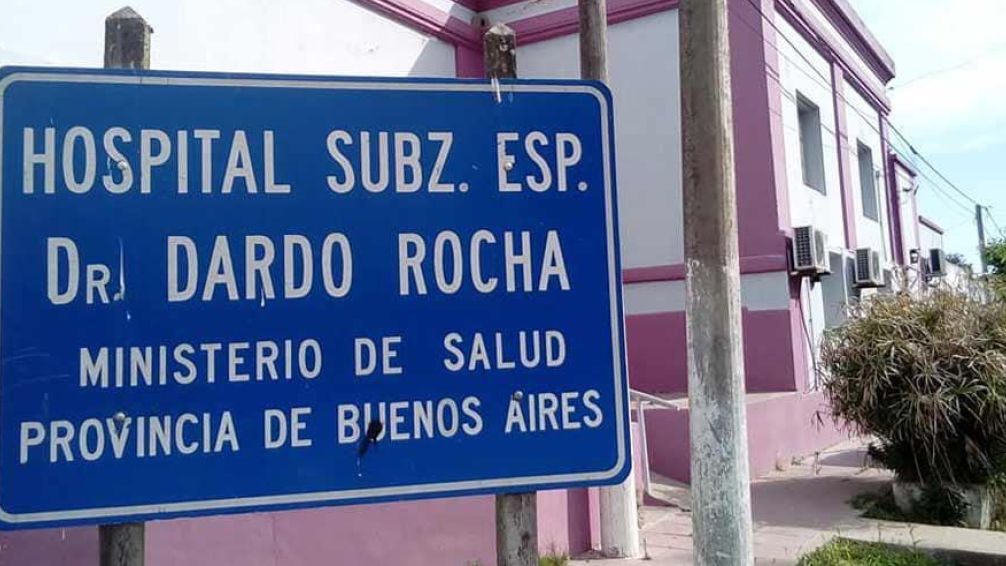 HOSPITAL SUBZ. ESP.
DR. DARDO ROCHA
MINISTERIO DE SALUD
PROVINCIA DE BUENOS AIRES